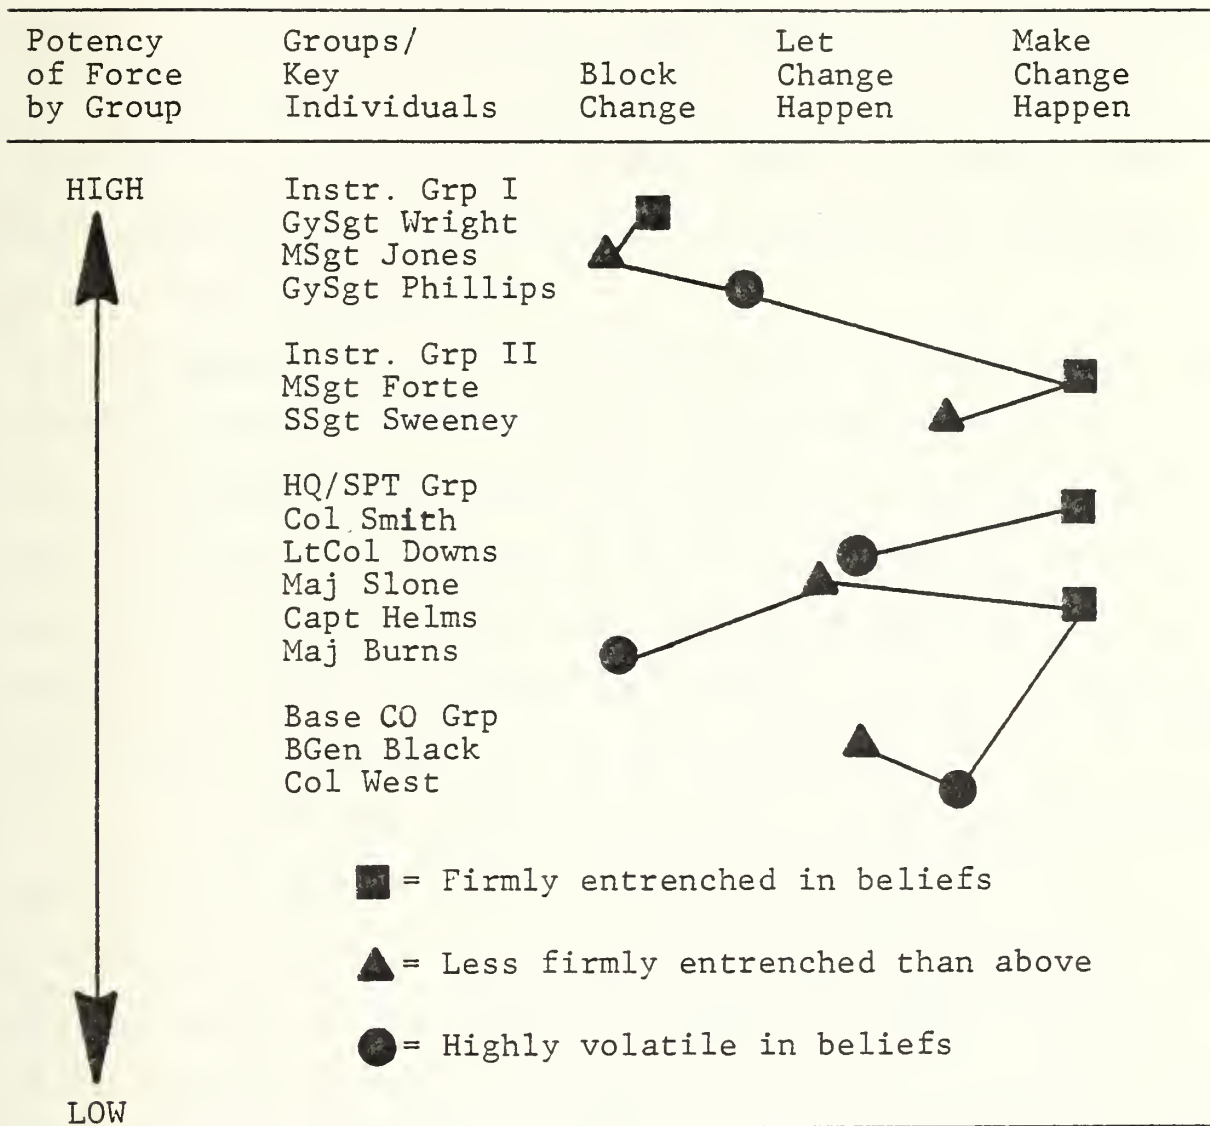 Potency of Force by Group
Groups/ Key Individuals
Block Change
Let Change Happen
Make Change Happen
HIGH
Instr. Grp I
GySgt Wright
MSgt Jones
GySgt Phillips
Instr. Grp II
MSgt Forte
SSgt Sweeney
HQ/SPT Grp
Col Smith
LtCol Downs
Maj Slone
Capt Helms
Maj Burns
Base CO Grp
BGen Black
Col West
= Firmly entrenched in beliefs
= Less firmly entrenched than above
= Highly volatile in beliefs
LOW